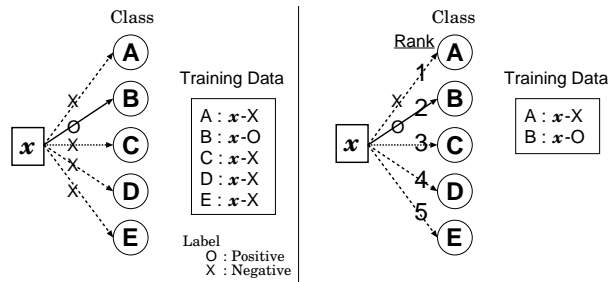 Class
A
B
C
D
E
X
O
X
X
X
x
Training Data
A : x-X
B : x-O
C : x-X
D : x-X
E : x-X
Label
O : Positive
X : Negative
Class
Rank
A
B
C
D
E
1
2
3
4
5
X
O
x
Training Data
A : x-X
B : x-O